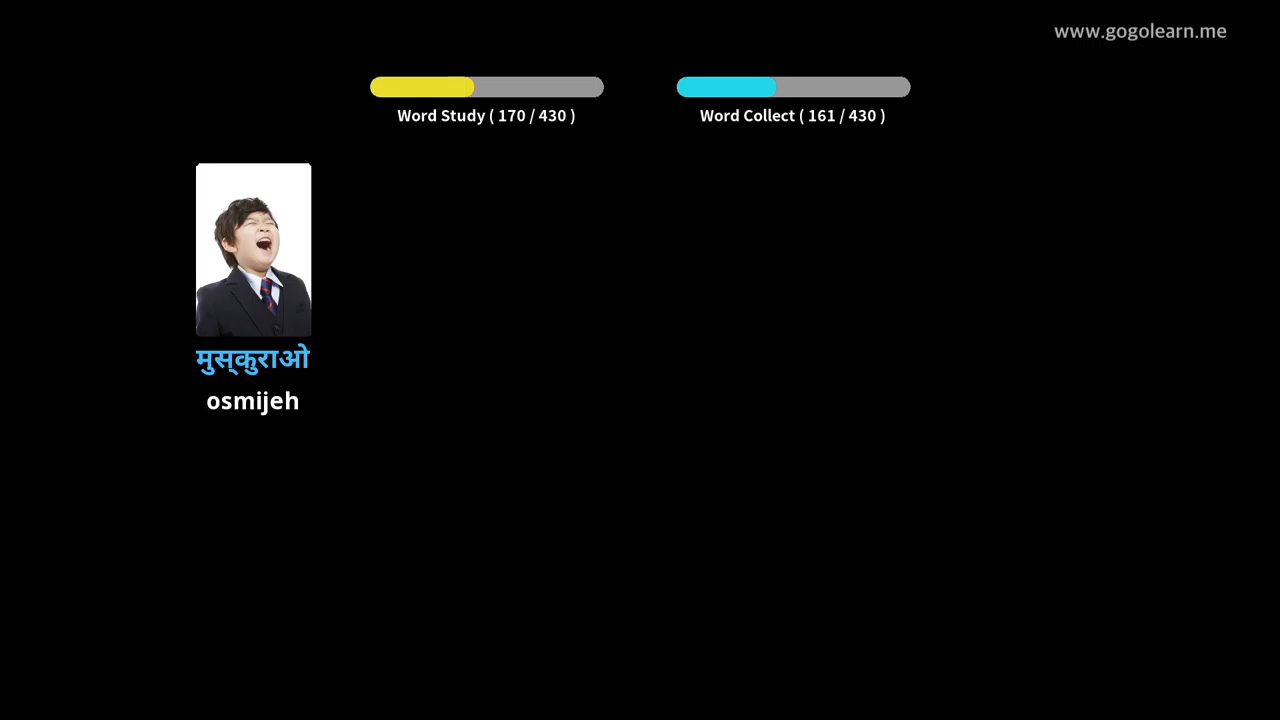 www.gogolearn.me
Word Study ( 170 / 430 )
Word Collect ( 161 / 430 )
मुस्कुराओ
osmijeh